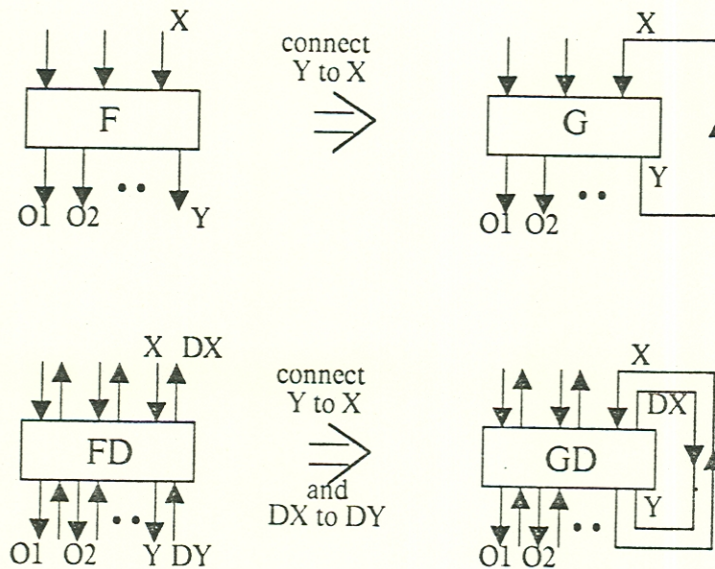 X
connect
Y to X
X
F
G
Y
O1 O2 Y
O1 O2
X DX
connect
Y to X
X
DX
FD
GD
and
DX to DY
Y
O1 O2 Y DY
O1 O2